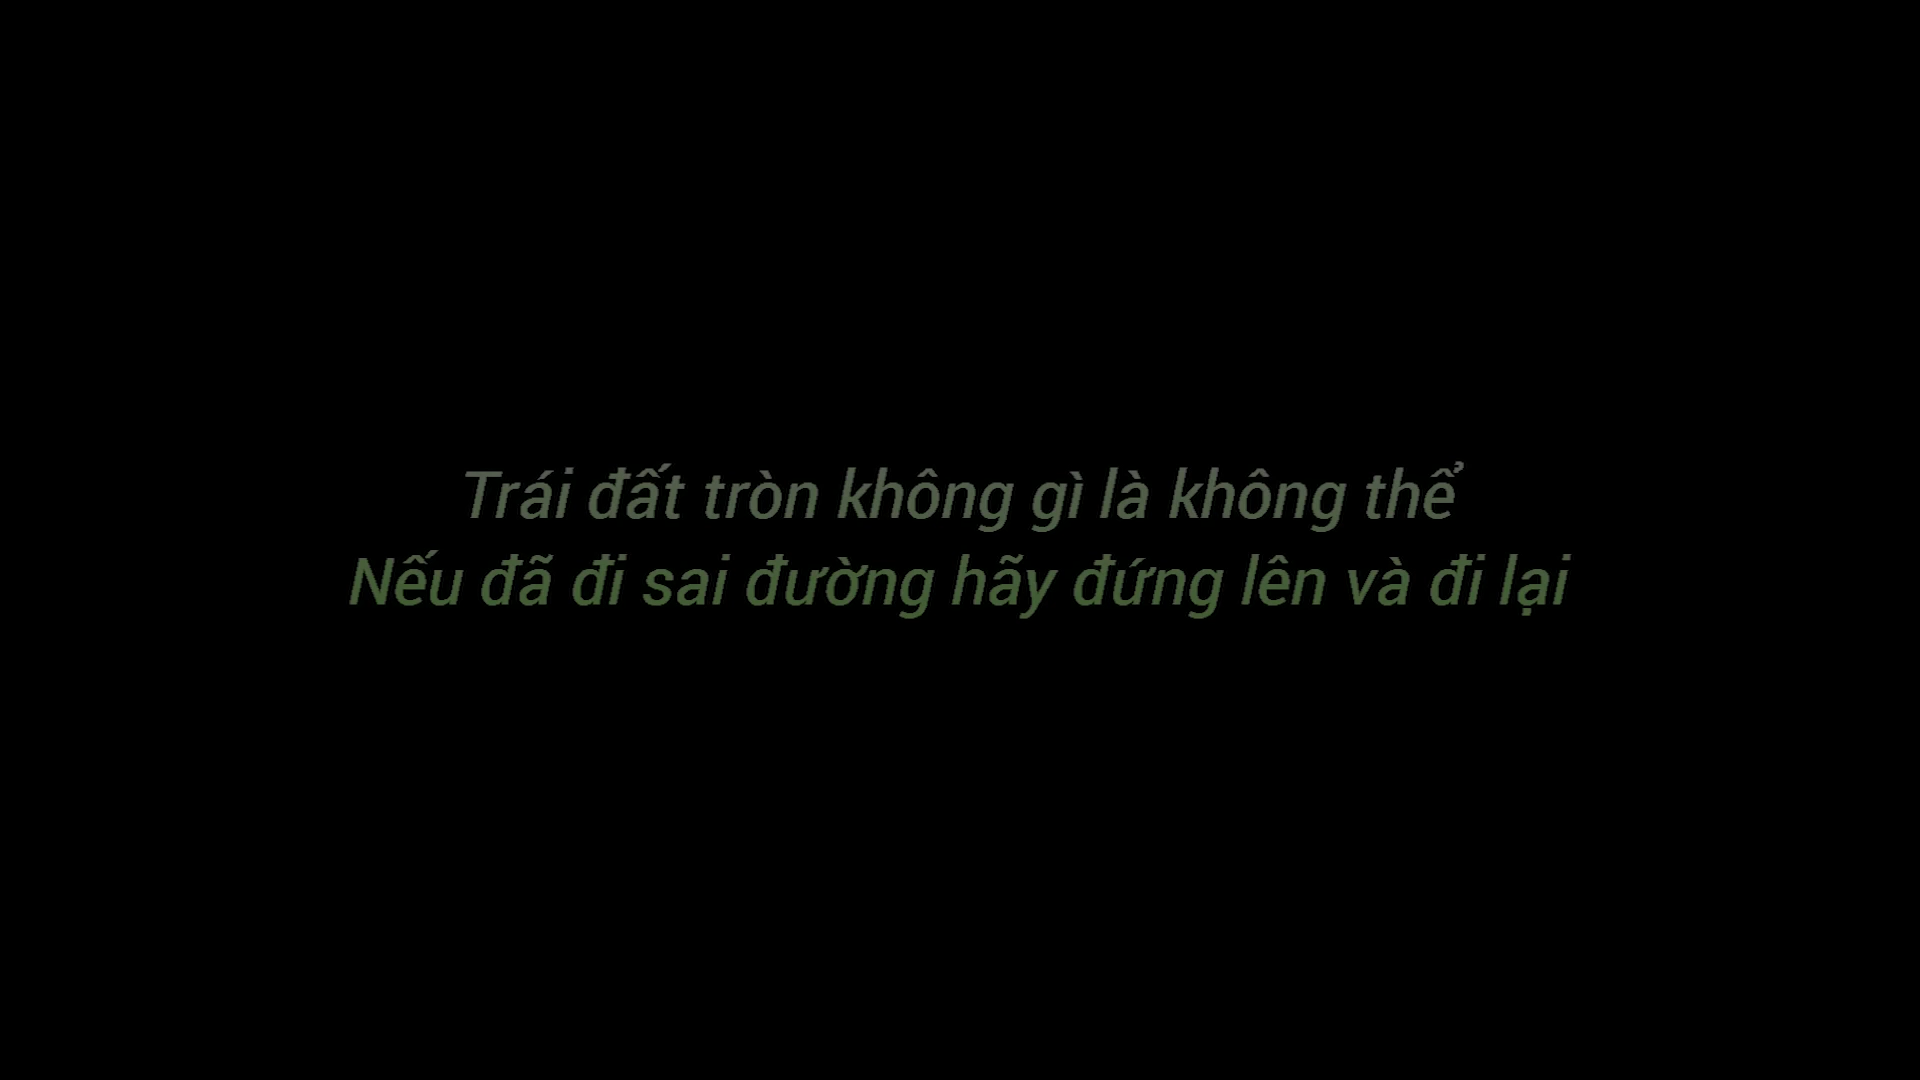 Trái đất tròn không gì là không thể
Nếu đã đi sai đường hãy đứng lên và đi lại